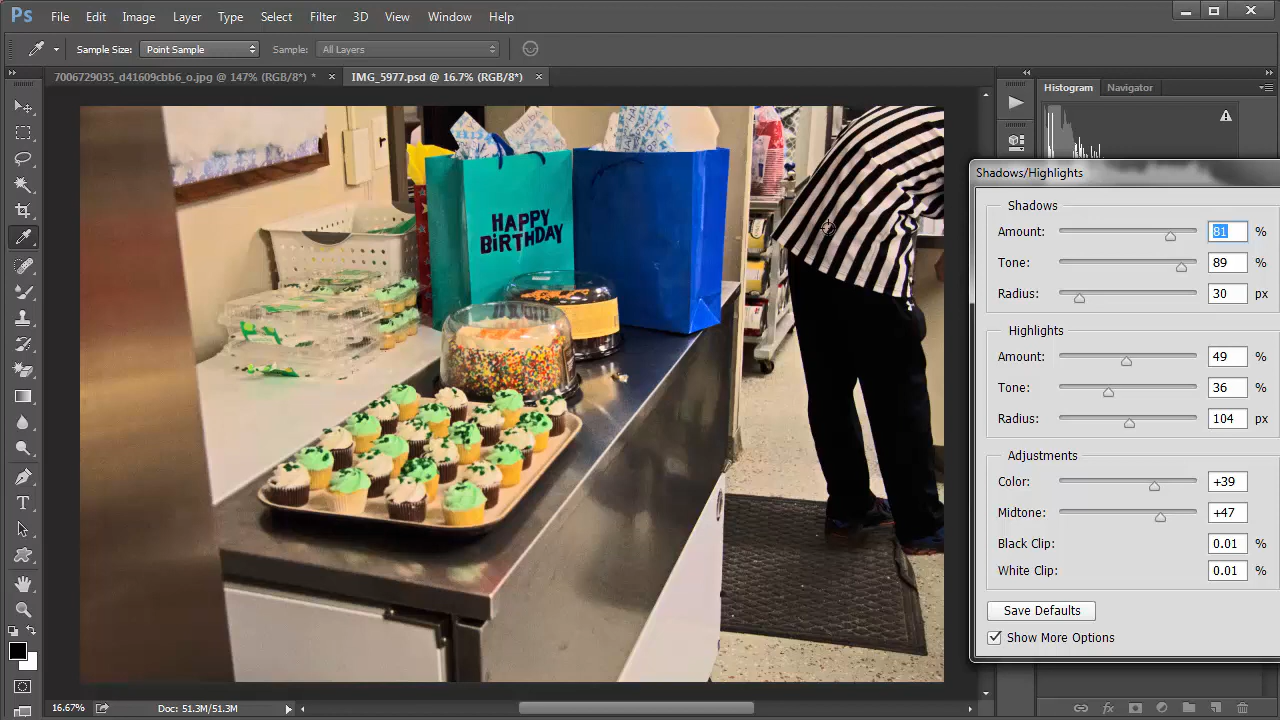 Ps File Edit Image Layer Type Select Filter 3D View Window Help
Sample Size: Point Sample Sample: All Layers
7006729035_d41609cbb6_o.jpg @ 147% (RGB/8*) * × IMG_5977.psd @ 16.7% (RGB/8*) ×
Histogram Navigator
HAPPY
BIRTHDAY
Shadows/Highlights
Shadows
Amount: 81 %
Tone: 89 %
Radius: 30 px
Highlights
Amount: 49 %
Tone: 36 %
Radius: 104 px
Adjustments
Color: +39
Midtone: +47
Black Clip: 0.01 %
White Clip: 0.01 %
Save Defaults
Show More Options
16.67% Doc: 51.3M/51.3M